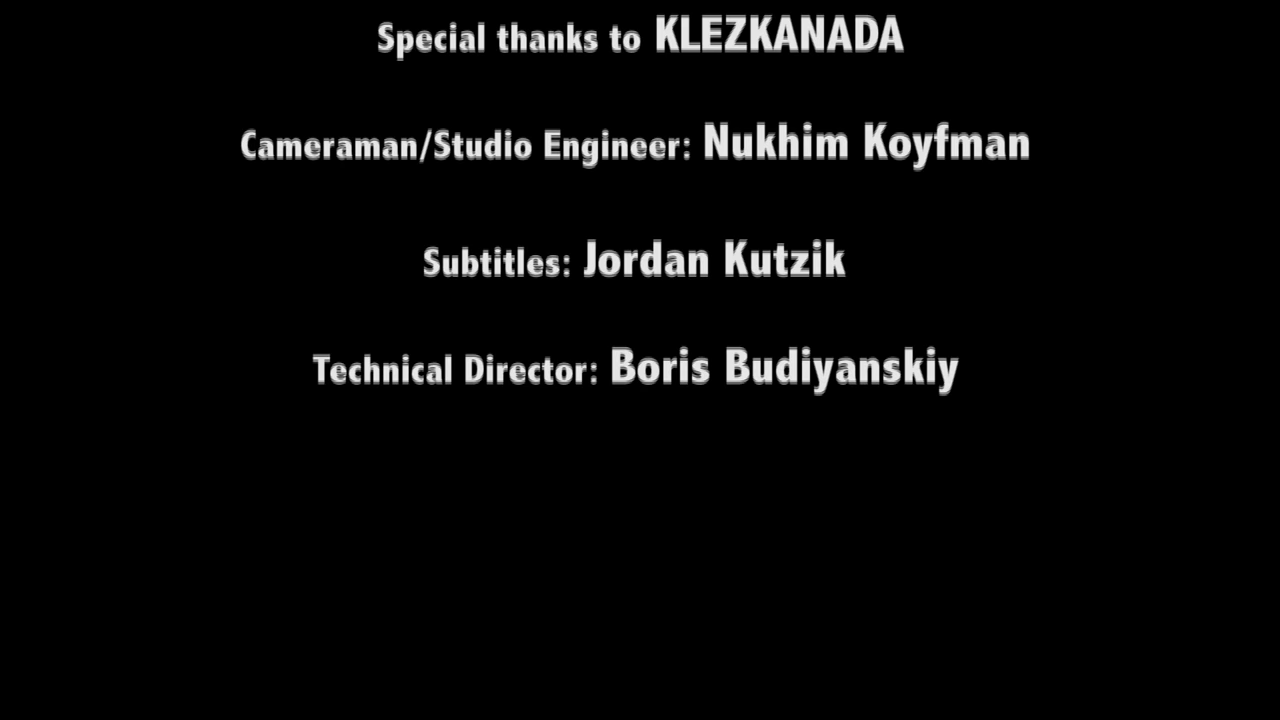 Special thanks to KLEZKANADA
Cameraman/Studio Engineer: Nukhim Koyfman
Subtitles: Jordan Kutzik
Technical Director: Boris Budiyanskiy